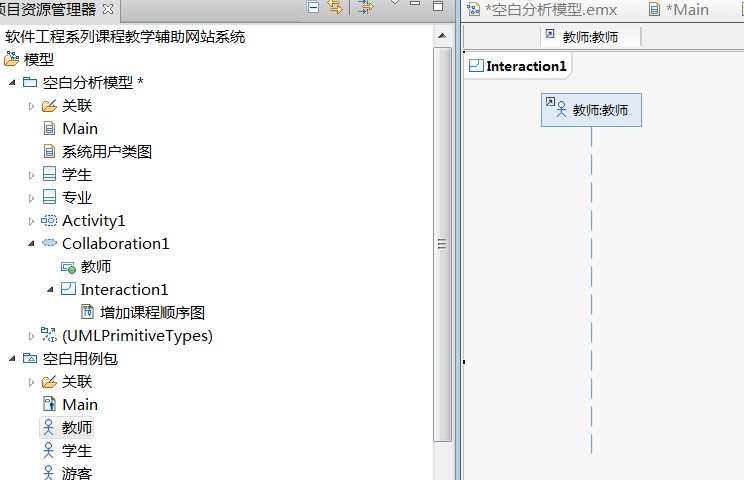 项目资源管理器
软件工程系列课程教学辅助网站系统
模型
空白分析模型 *
关联
Main
系统用户类图
学生
专业
Activity1
Collaboration1
教师
Interaction1
增加课程顺序图
(UMLPrimitiveTypes)
空白用例包
关联
Main
教师
学生
游客
*空白分析模型.emx
*Main
教师:教师
Interaction1
教师:教师